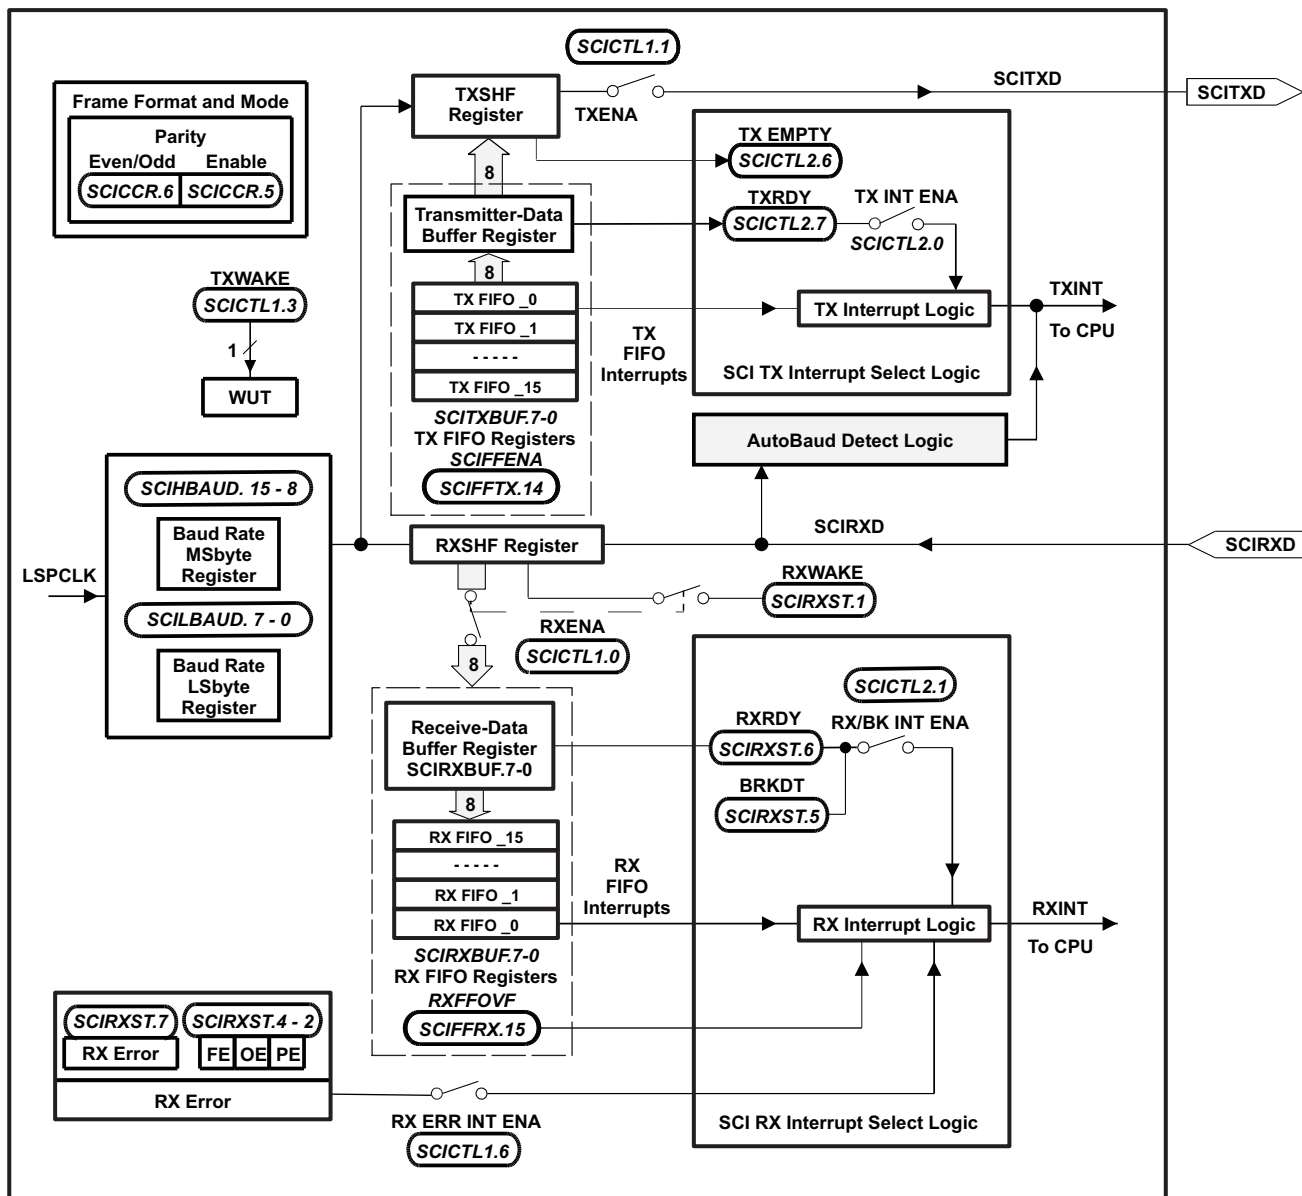 SCICTL1.1
SCITXD
SCITXD
TXSHF
Register
TXENA
Frame Format and Mode
Parity
Even/Odd Enable
SCICCR.6 SCICCR.5
TX EMPTY
SCICTL2.6
8
Transmitter-Data
Buffer Register
TXRDY
SCICTL2.7
TX INT ENA
SCICTL2.0
8
TXWAKE
SCICTL1.3
1
WUT
TX FIFO _0
TX FIFO _1
- - - - -
TX FIFO _15
TX
FIFO
Interrupts
TX Interrupt Logic
TXINT
To CPU
SCI TX Interrupt Select Logic
SCITXBUF.7-0
TX FIFO Registers
SCIFFENA
SCIFFTX.14
AutoBaud Detect Logic
LSPCLK
SCIHBAUD. 15 - 8
Baud Rate
MSbyte
Register
SCILBAUD. 7 - 0
Baud Rate
LSbyte
Register
RXSHF Register
SCIRXD
SCIRXD
RXWAKE
SCIRXST.1
RXENA
SCICTL1.0
8
SCICTL2.1
RX/BK INT ENA
Receive-Data
Buffer Register
SCIRXBUF.7-0
RXRDY
SCIRXST.6
BRKDT
SCIRXST.5
8
RX FIFO _15
- - - - -
RX FIFO _1
RX FIFO _0
RX
FIFO
Interrupts
RX Interrupt Logic
RXINT
To CPU
SCIRXBUF.7-0
RX FIFO Registers
RXFFOVF
SCIFFRX.15
SCIRXST.7 SCIRXST.4 - 2
RX Error FE OE PE
RX Error
RX ERR INT ENA
SCICTL1.6
SCI RX Interrupt Select Logic